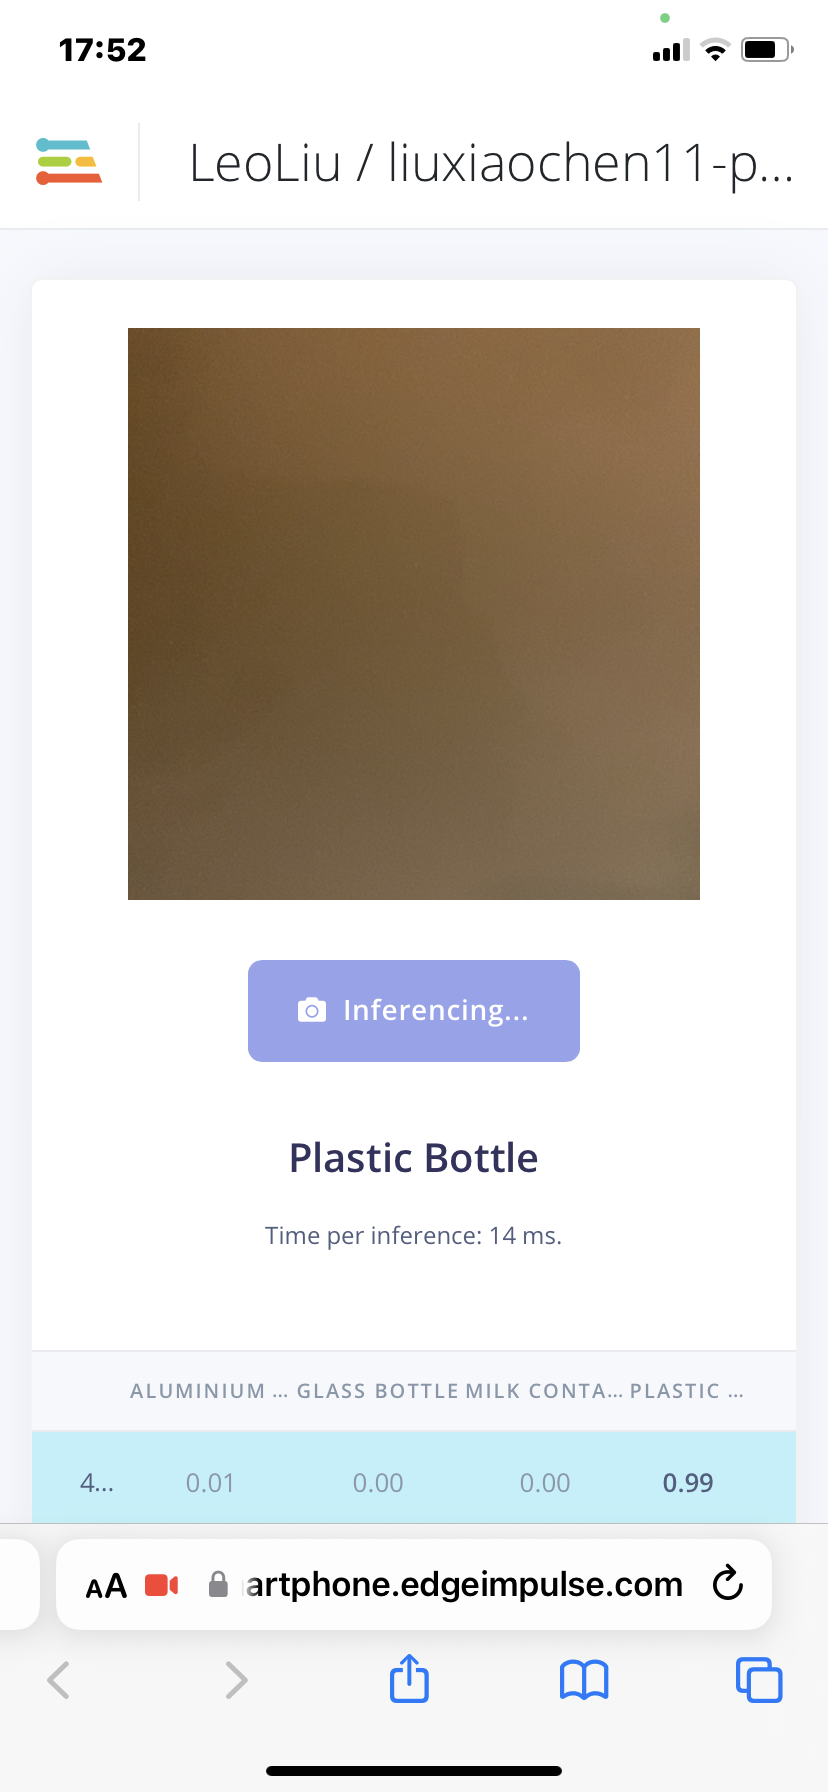 17:52
LeoLiu / liuxiaochen11-p...
Inferencing...
Plastic Bottle
Time per inference: 14 ms.
ALUMINIUM ... GLASS BOTTLE MILK CONTA... PLASTIC ...
4... 0.01 0.00 0.00 0.99
AA artphone.edgeimpulse.com